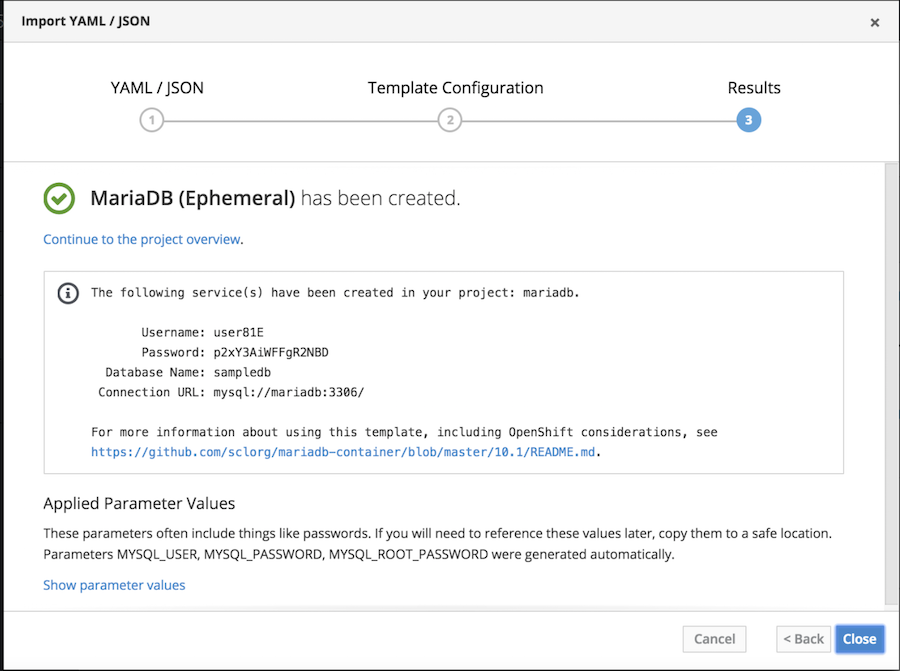 Import YAML / JSON ×
YAML / JSON Template Configuration Results
1 2 3
MariaDB (Ephemeral) has been created.
Continue to the project overview.
The following service(s) have been created in your project: mariadb.
Username: user81E
Password: p2xY3AiWFFgR2NBD
Database Name: sampledb
Connection URL: mysql://mariadb:3306/
For more information about using this template, including OpenShift considerations, see
https://github.com/sclorg/mariadb-container/blob/master/10.1/README.md.
Applied Parameter Values
These parameters often include things like passwords. If you will need to reference these values later, copy them to a safe location.
Parameters MYSQL_USER, MYSQL_PASSWORD, MYSQL_ROOT_PASSWORD were generated automatically.
Show parameter values
Cancel < Back Close